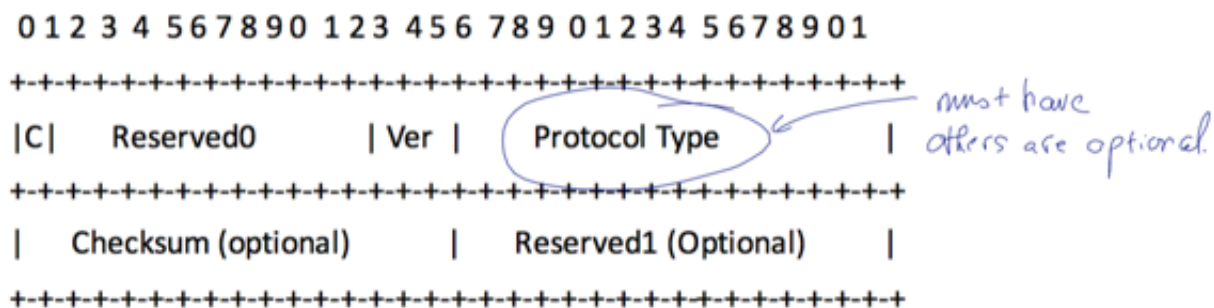 0 1 2 3 4 5 6 7 8 9 0 1 2 3 4 5 6 7 8 9 0 1 2 3 4 5 6 7 8 9 0 1
+-+-+-+-+-+-+-+-+-+-+-+-+-+-+-+-+-+-+-+-+-+-+-+-+-+-+-+-+-+-+-+-+
|C| Reserved0 | Ver | Protocol Type |
must have
others are optional.
+-+-+-+-+-+-+-+-+-+-+-+-+-+-+-+-+-+-+-+-+-+-+-+-+-+-+-+-+-+-+-+-+
| Checksum (optional) | Reserved1 (Optional) |
+-+-+-+-+-+-+-+-+-+-+-+-+-+-+-+-+-+-+-+-+-+-+-+-+-+-+-+-+-+-+-+-+